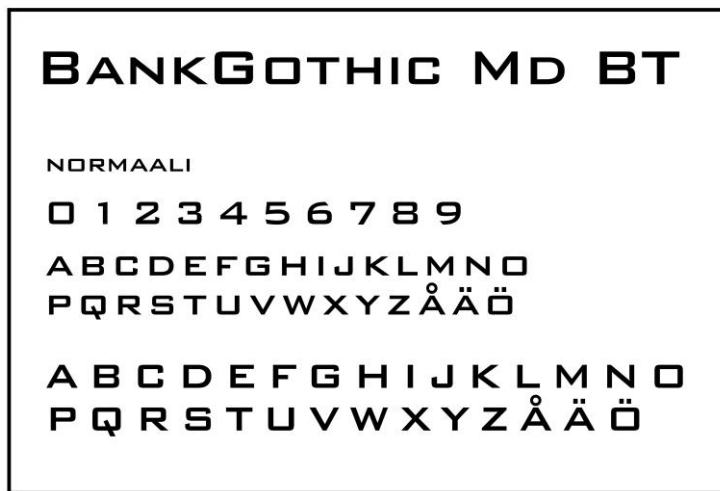 BANKGOTHIC MD BT
NORMAALI
0 1 2 3 4 5 6 7 8 9
ABCDEFGHIJKLMNO
PQRSTUVWXYZÅÄÖ
A B C D E F G H I J K L M N O
P Q R S T U V W X Y Z Å Ä Ö